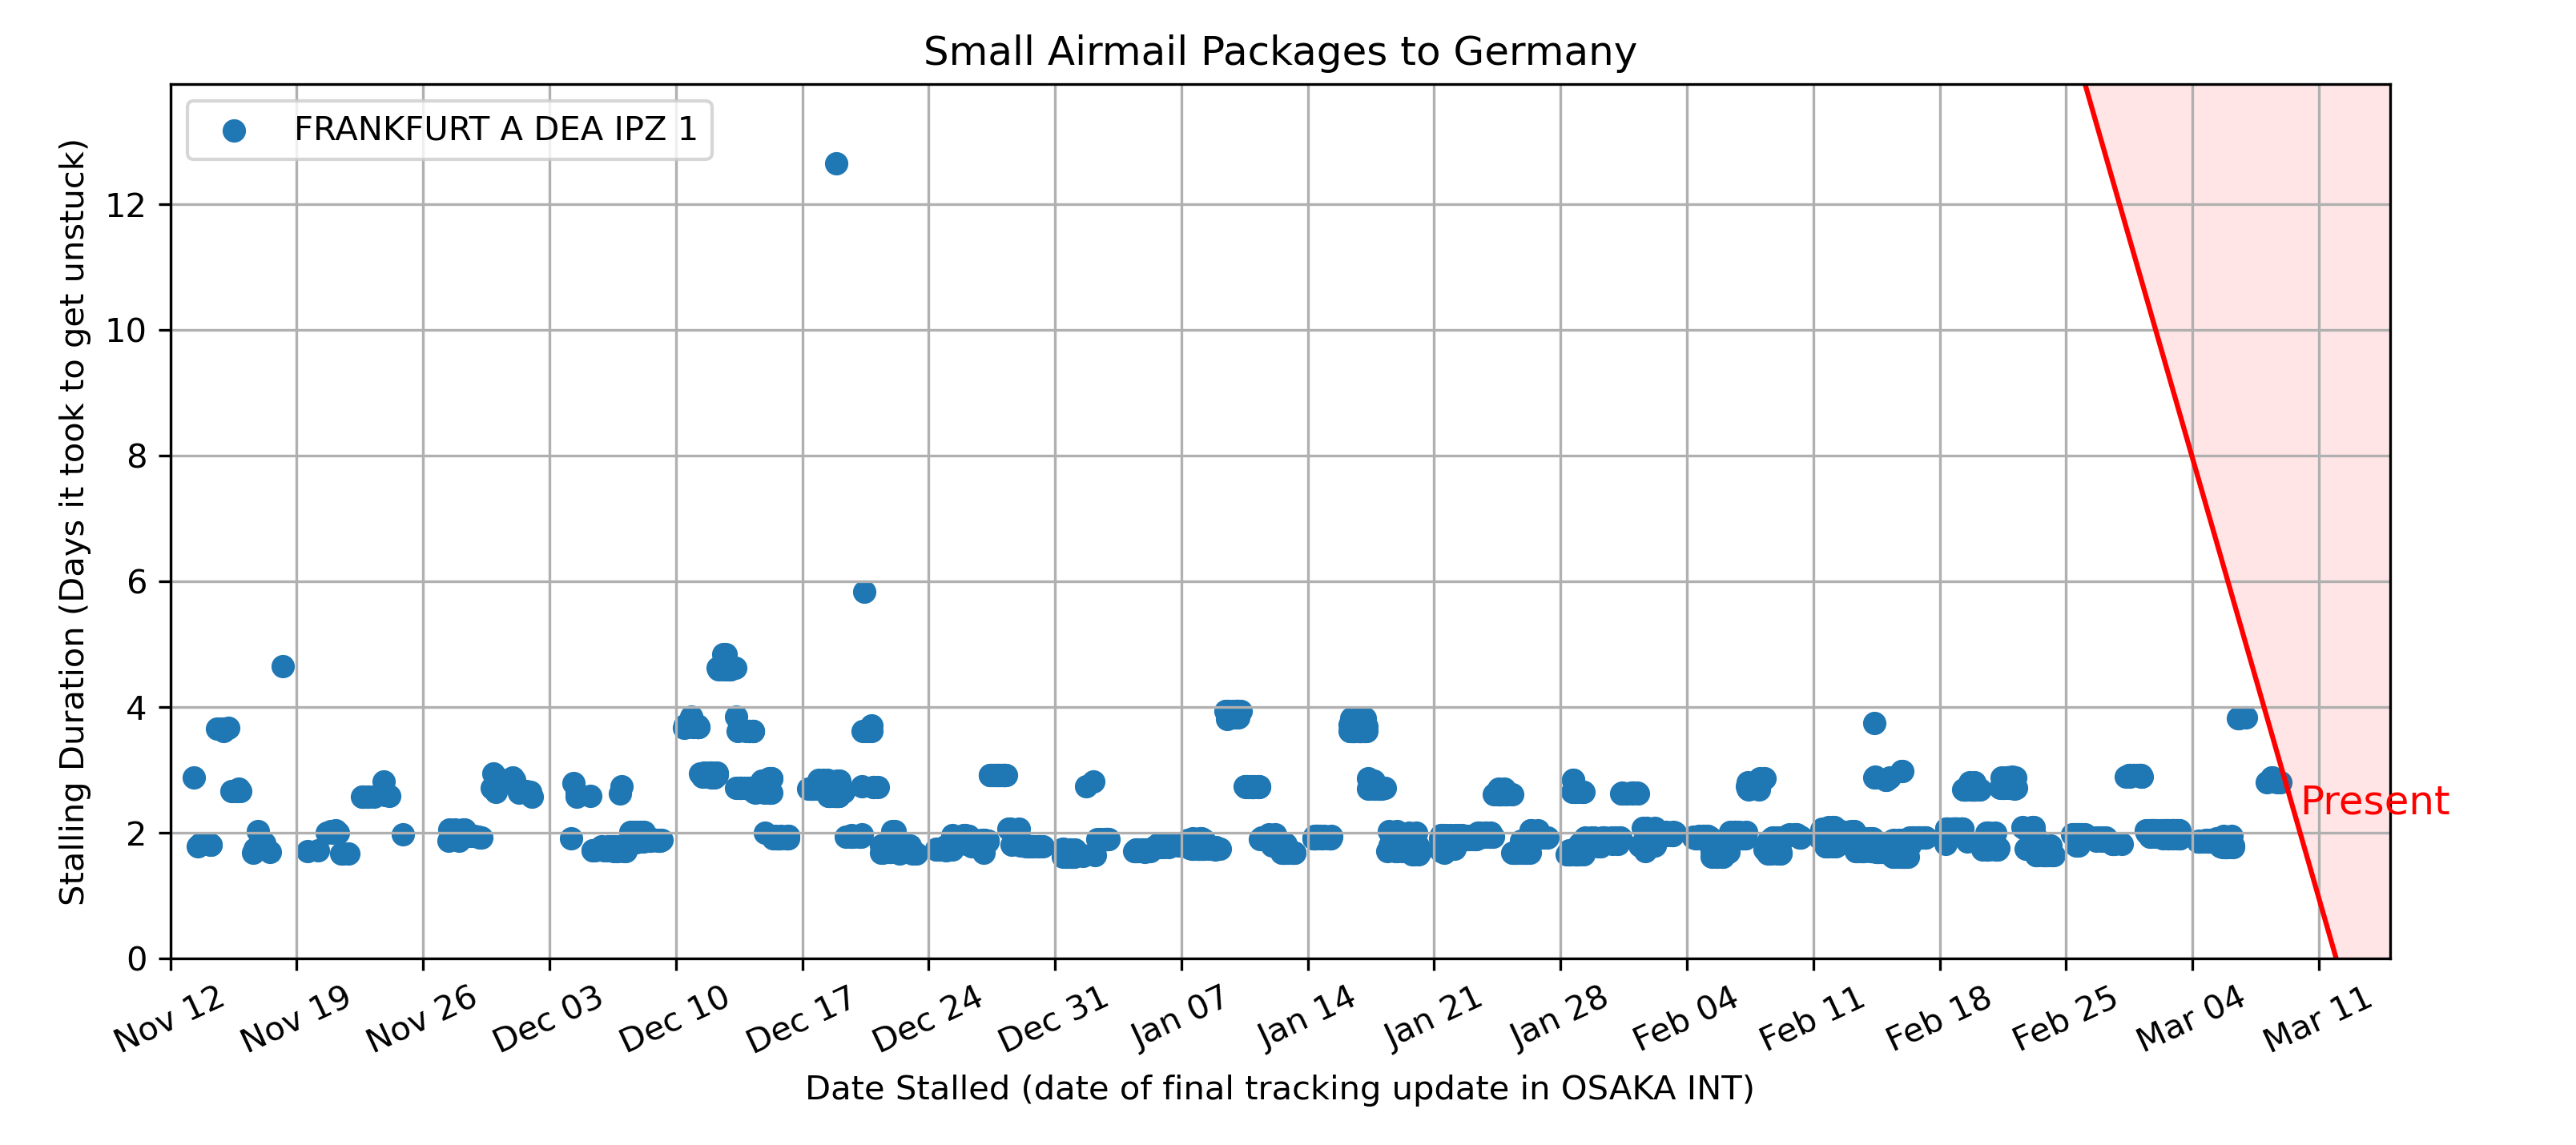 Small Airmail Packages to Germany
FRANKFURT A DEA IPZ 1
Stalling Duration (Days it took to get unstuck)
12
10
8
6
4
2
0
Present
Nov 12
Nov 19
Nov 26
Dec 03
Dec 10
Dec 17
Dec 24
Dec 31
Jan 07
Jan 14
Jan 21
Jan 28
Feb 04
Feb 11
Feb 18
Feb 25
Mar 04
Mar 11
Date Stalled (date of final tracking update in OSAKA INT)